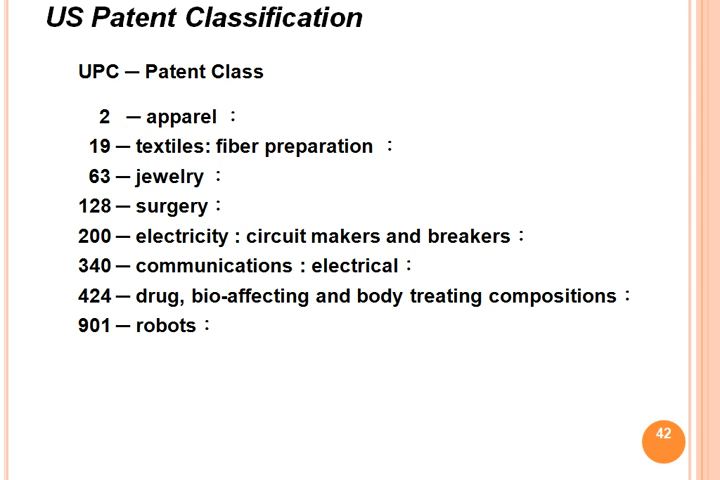 US Patent Classification
UPC — Patent Class
2 — apparel :
19 — textiles: fiber preparation :
63 — jewelry :
128 — surgery :
200 — electricity : circuit makers and breakers :
340 — communications : electrical :
424 — drug, bio-affecting and body treating compositions :
901 — robots :
42